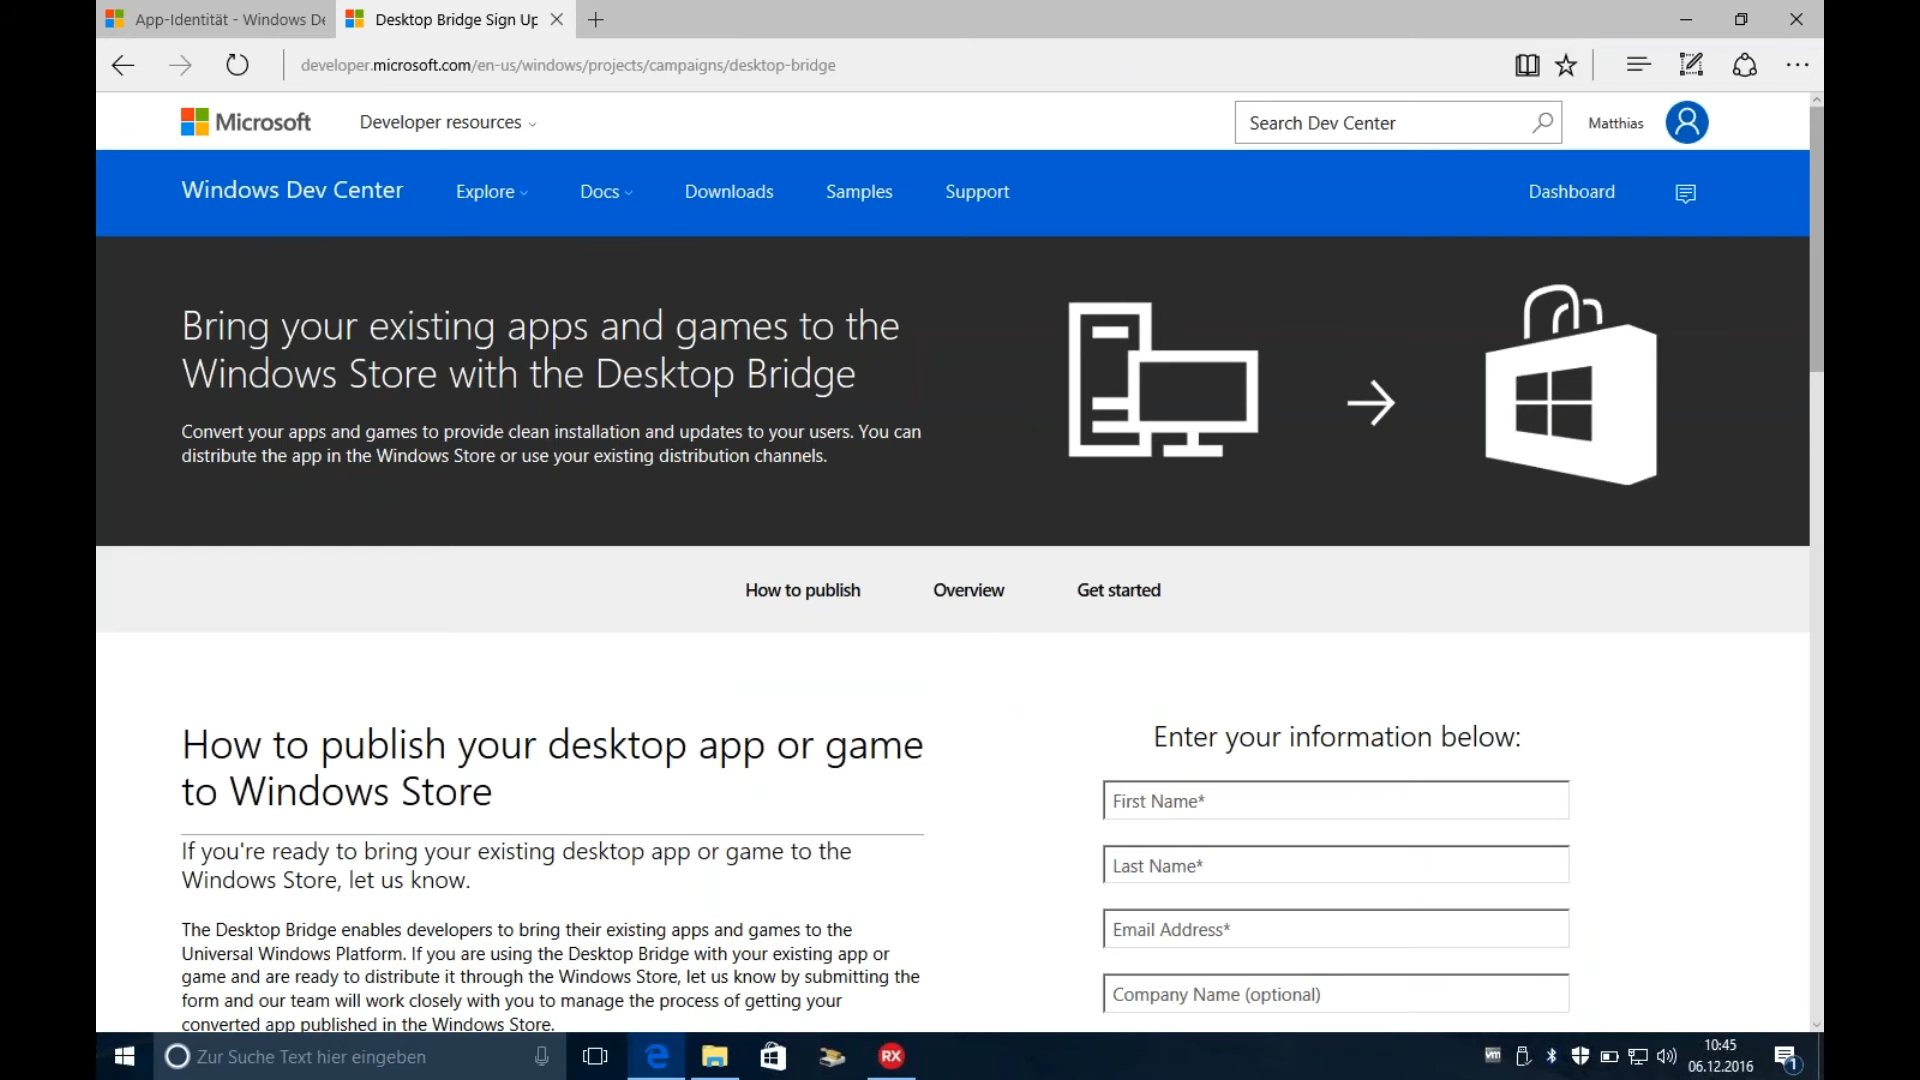 App-Identität - Windows De
Desktop Bridge Sign Up
developer.microsoft.com/en-us/windows/projects/campaigns/desktop-bridge
Microsoft
Developer resources
Search Dev Center
Matthias
Windows Dev Center
Explore
Docs
Downloads
Samples
Support
Dashboard
Bring your existing apps and games to the
Windows Store with the Desktop Bridge
Convert your apps and games to provide clean installation and updates to your users. You can
distribute the app in the Windows Store or use your existing distribution channels.
How to publish
Overview
Get started
How to publish your desktop app or game
to Windows Store
If you're ready to bring your existing desktop app or game to the
Windows Store, let us know.
The Desktop Bridge enables developers to bring their existing apps and games to the
Universal Windows Platform. If you are using the Desktop Bridge with your existing app or
game and are ready to distribute it through the Windows Store, let us know by submitting the
form and our team will work closely with you to manage the process of getting your
converted app published in the Windows Store.
Enter your information below:
First Name*
Last Name*
Email Address*
Company Name (optional)
Zur Suche Text hier eingeben
RX
vm
10:45
06.12.2016
1